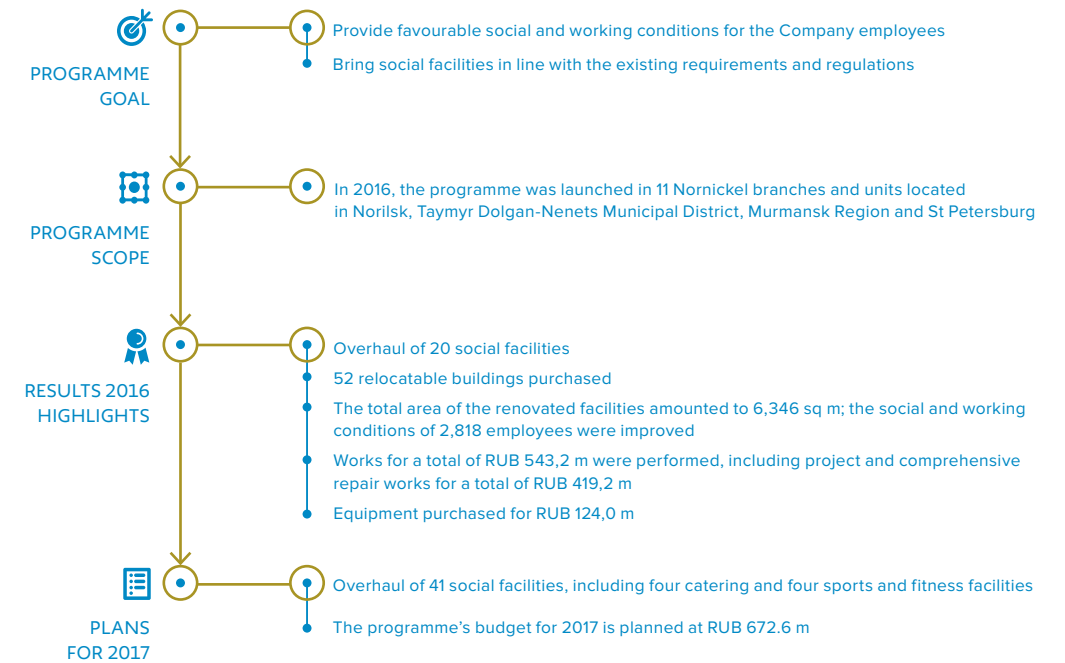 PROGRAMME
GOAL
Provide favourable social and working conditions for the Company employees
Bring social facilities in line with the existing requirements and regulations
PROGRAMME
SCOPE
In 2016, the programme was launched in 11 Nornickel branches and units located
in Norilsk, Taymyr Dolgan-Nenets Municipal District, Murmansk Region and St Petersburg
RESULTS 2016
HIGHLIGHTS
Overhaul of 20 social facilities
52 relocatable buildings purchased
The total area of the renovated facilities amounted to 6,346 sq m; the social and working
conditions of 2,818 employees were improved
Works for a total of RUB 543,2 m were performed, including project and comprehensive
repair works for a total of RUB 419,2 m
Equipment purchased for RUB 124,0 m
PLANS
FOR 2017
Overhaul of 41 social facilities, including four catering and four sports and fitness facilities
The programme’s budget for 2017 is planned at RUB 672.6 m